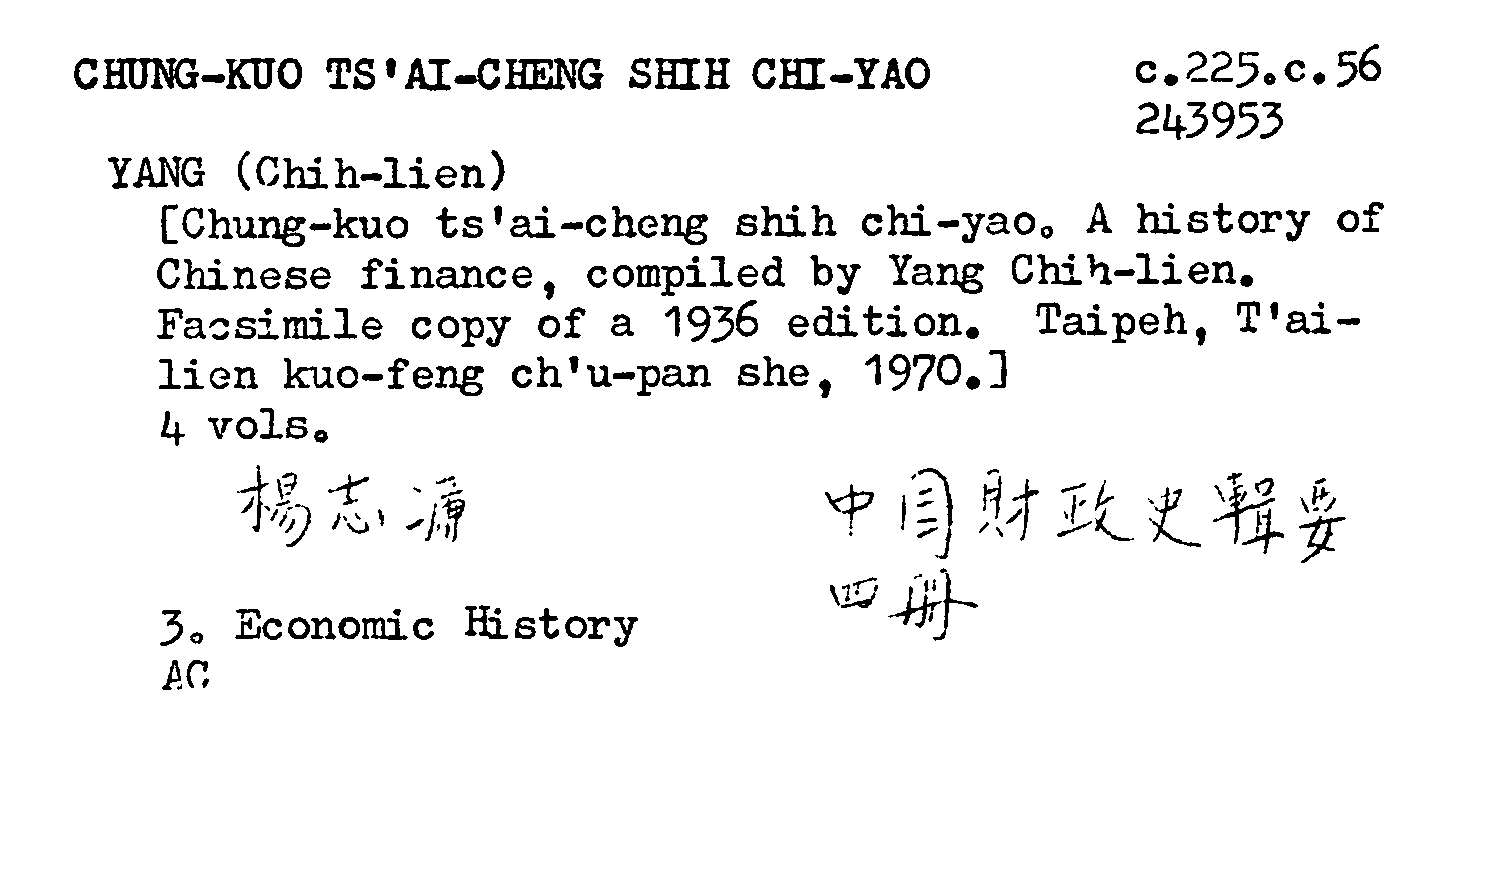 CHUNG-KUO TS'AI-CHENG SHIH CHI-YAO c.225.c.56
243953
YANG (Chih-lien)
[Chung-kuo ts'ai-cheng shih chi-yao. A history of
Chinese finance, compiled by Yang Chih-lien.
Facsimile copy of a 1936 edition. Taipeh, T'ai-
lien kuo-feng ch'u-pan she, 1970.]
4 vols.
楊志濂 中国財政史輯要
四冊
3. Economic History
AC